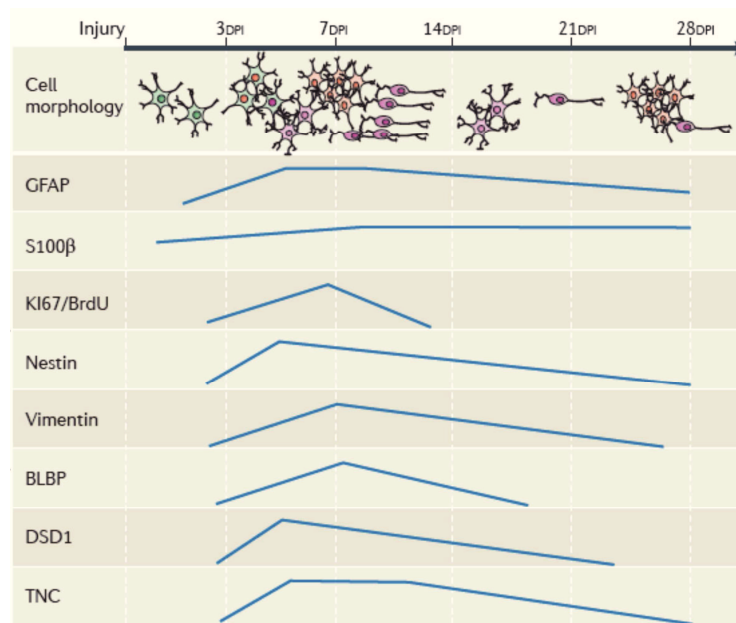 Injury 3DPI 7DPI 14DPI 21DPI 28DPI
Cell
morphology
GFAP
S100β
KI67/BrdU
Nestin
Vimentin
BLBP
DSD1
TNC